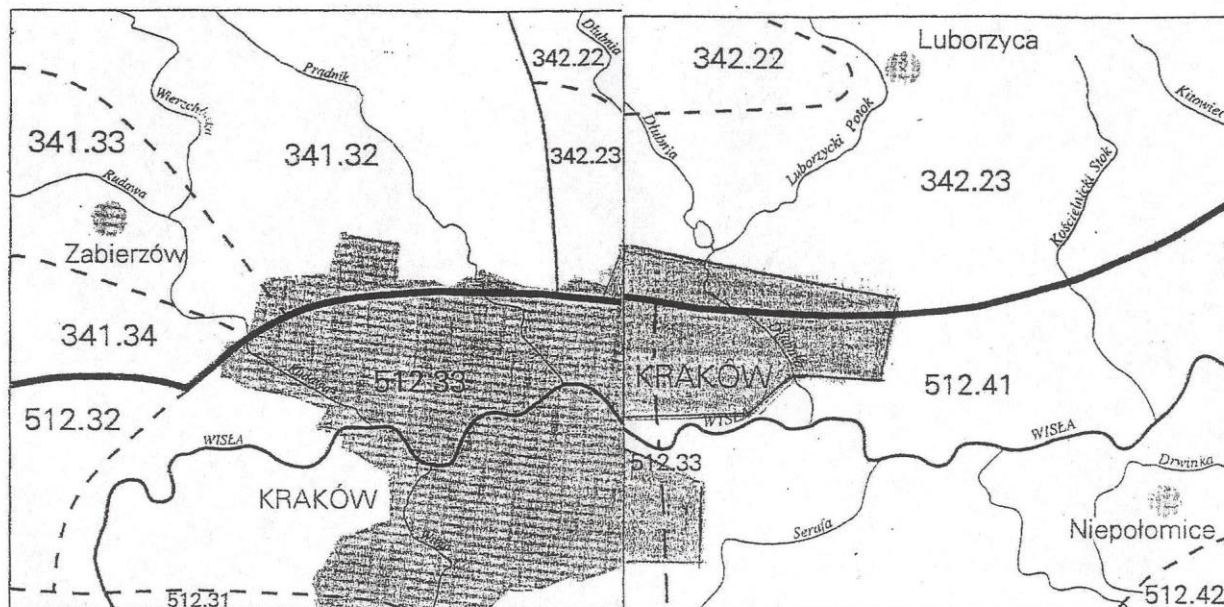 Dłubnia
342.22
Luborzyca
342.22
Prądnik
Kitowiec
341.33
341.32
Dłubnia
Luborzycki Potok
342.23
342.23
Kościelnicki Stok
Rudawa
Zabierzów
341.34
512.33
KRAKÓW
512.41
512.32
WISŁA
WISŁA
512.33
Drwinka
KRAKÓW
Serafa
Niepołomice
512.31
512.42